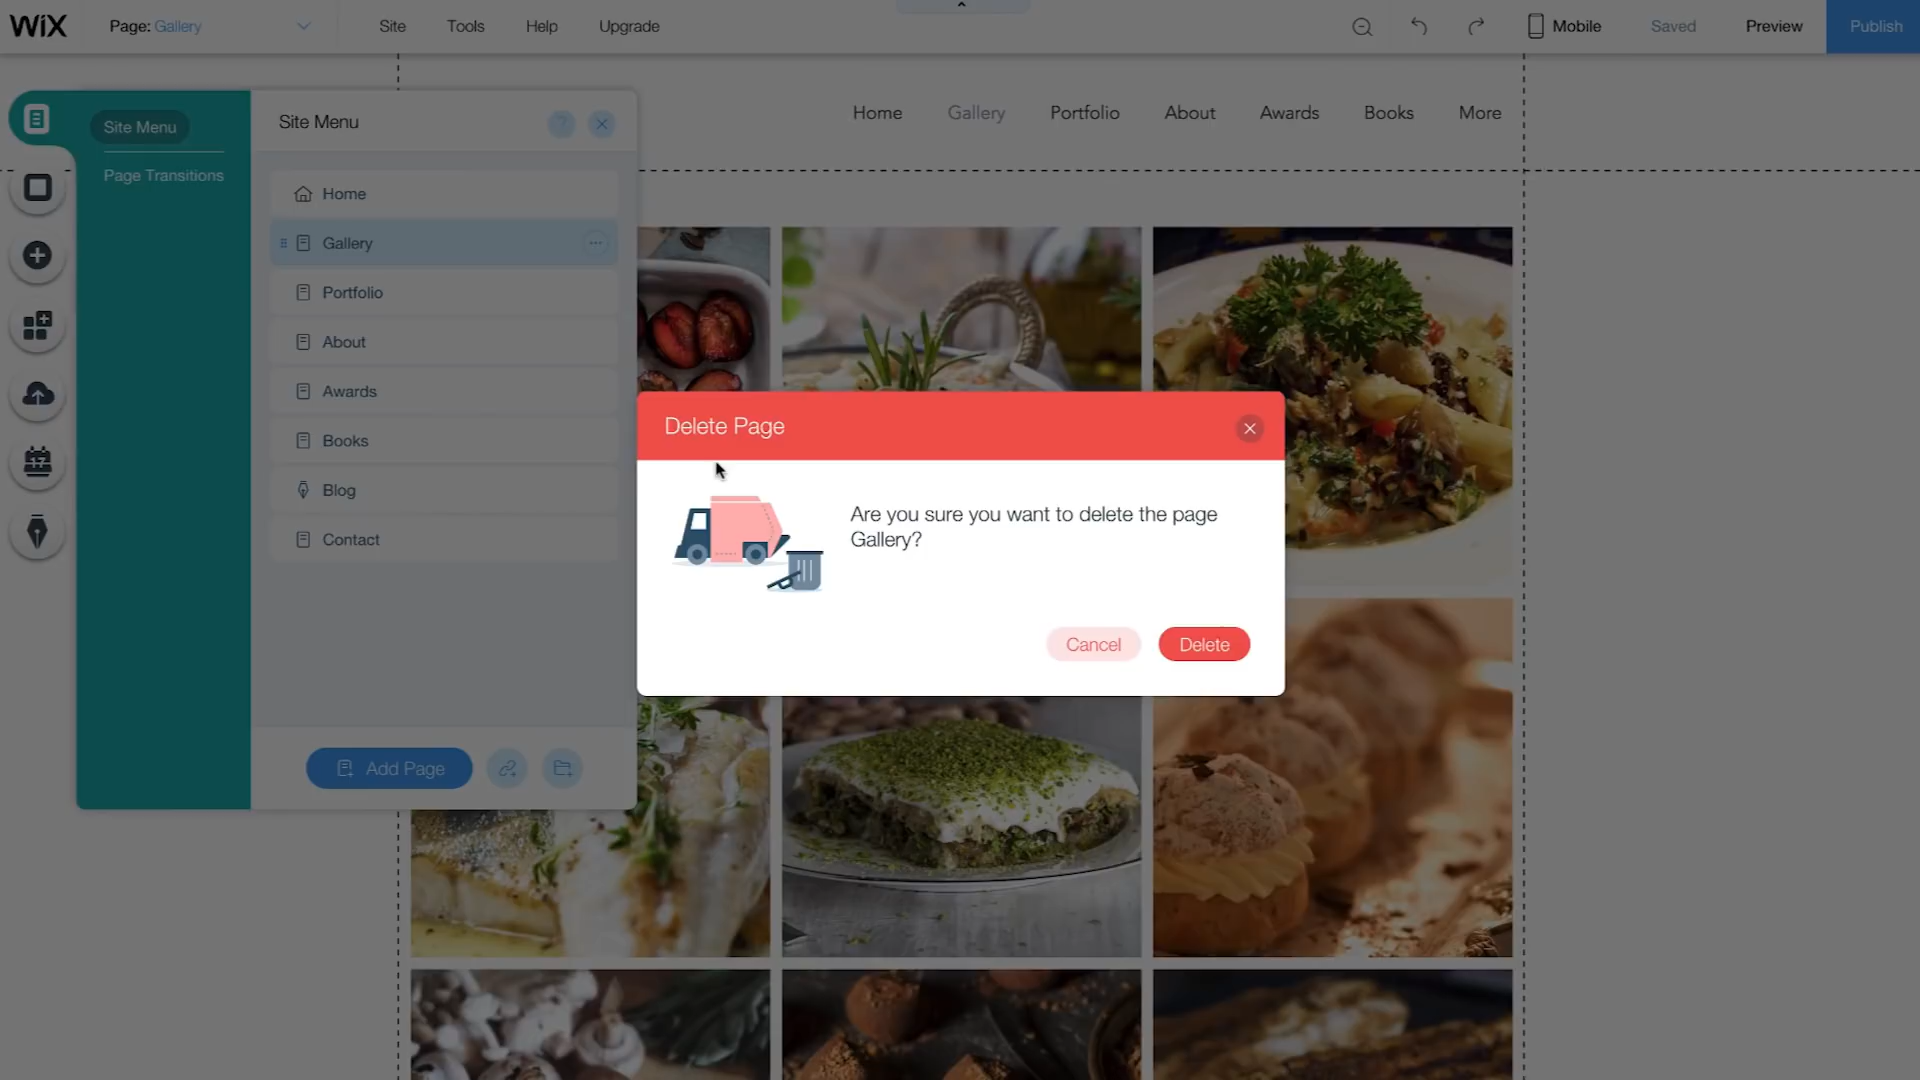 WiX
Page: Gallery
Site
Tools
Help
Upgrade
Mobile
Saved
Preview
Publish
Site Menu
Page Transitions
Site Menu
?
Home
Gallery
Portfolio
About
Awards
Books
Blog
Contact
Add Page
17
Home
Gallery
Portfolio
About
Awards
Books
More
Delete Page
Are you sure you want to delete the page
Gallery?
Cancel
Delete